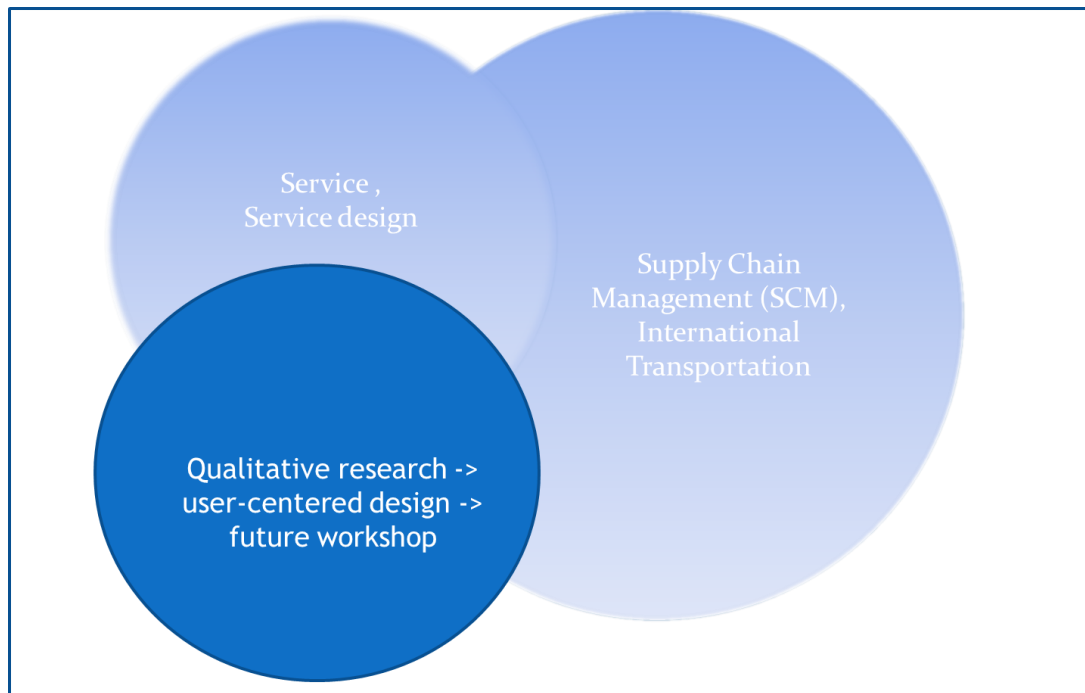 Service ,
Service design
Supply Chain
Management (SCM),
International
Transportation
Qualitative research ->
user-centered design ->
future workshop